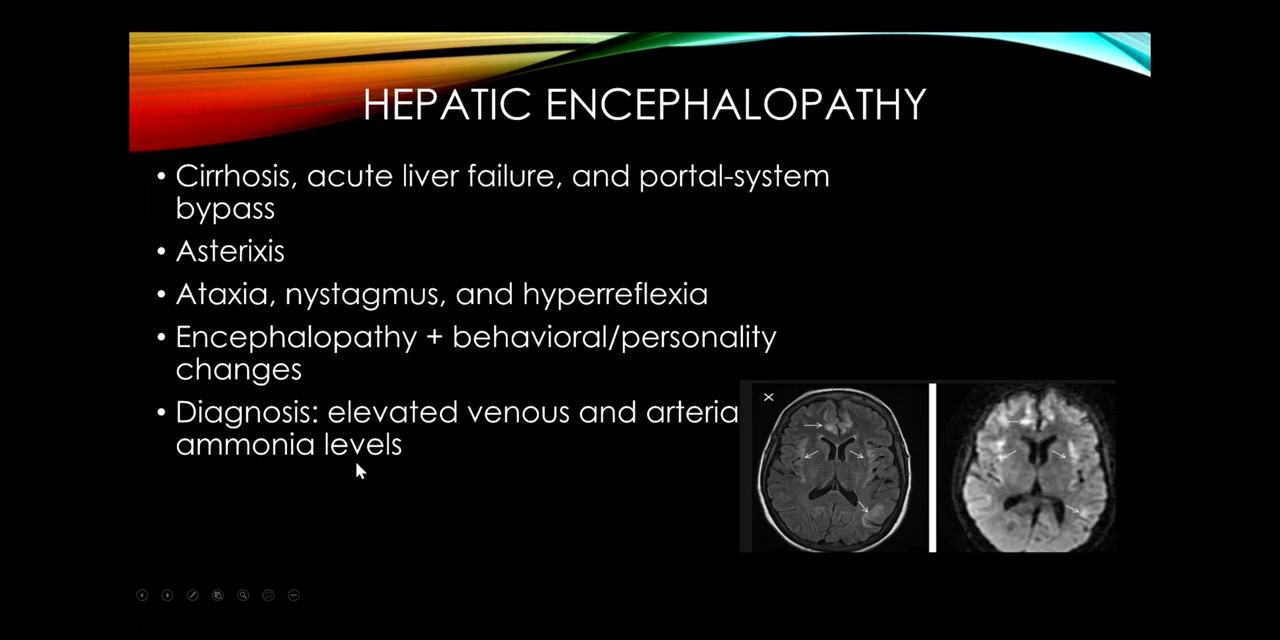 HEPATIC ENCEPHALOPATHY
• Cirrhosis, acute liver failure, and portal-system
bypass
• Asterixis
• Ataxia, nystagmus, and hyperreflexia
• Encephalopathy + behavioral/personality
changes
• Diagnosis: elevated venous and arteria
ammonia levels